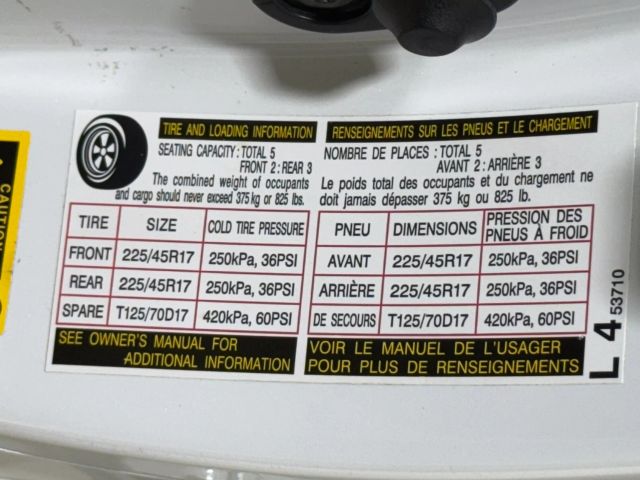 TIRE AND LOADING INFORMATION
SEATING CAPACITY : TOTAL 5
FRONT 2 : REAR 3
The combined weight of occupants
and cargo should never exceed 375 kg or 825 lbs.
TIRE SIZE COLD TIRE PRESSURE
FRONT 225/45R17 250kPa, 36PSI
REAR 225/45R17 250kPa, 36PSI
SPARE T125/70D17 420kPa, 60PSI
SEE OWNER'S MANUAL FOR
ADDITIONAL INFORMATION
RENSEIGNEMENTS SUR LES PNEUS ET LE CHARGEMENT
NOMBRE DE PLACES : TOTAL 5
AVANT 2 : ARRIÈRE 3
Le poids total des occupants et du chargement ne
doit jamais dépasser 375 kg ou 825 lb.
PNEU DIMENSIONS PRESSION DES
PNEUS À FROID
AVANT 225/45R17 250kPa, 36PSI
ARRIÈRE 225/45R17 250kPa, 36PSI
DE SECOURS T125/70D17 420kPa, 60PSI
VOIR LE MANUEL DE L'USAGER
POUR PLUS DE RENSEIGNEMENTS
L 4 53710
CAUTION